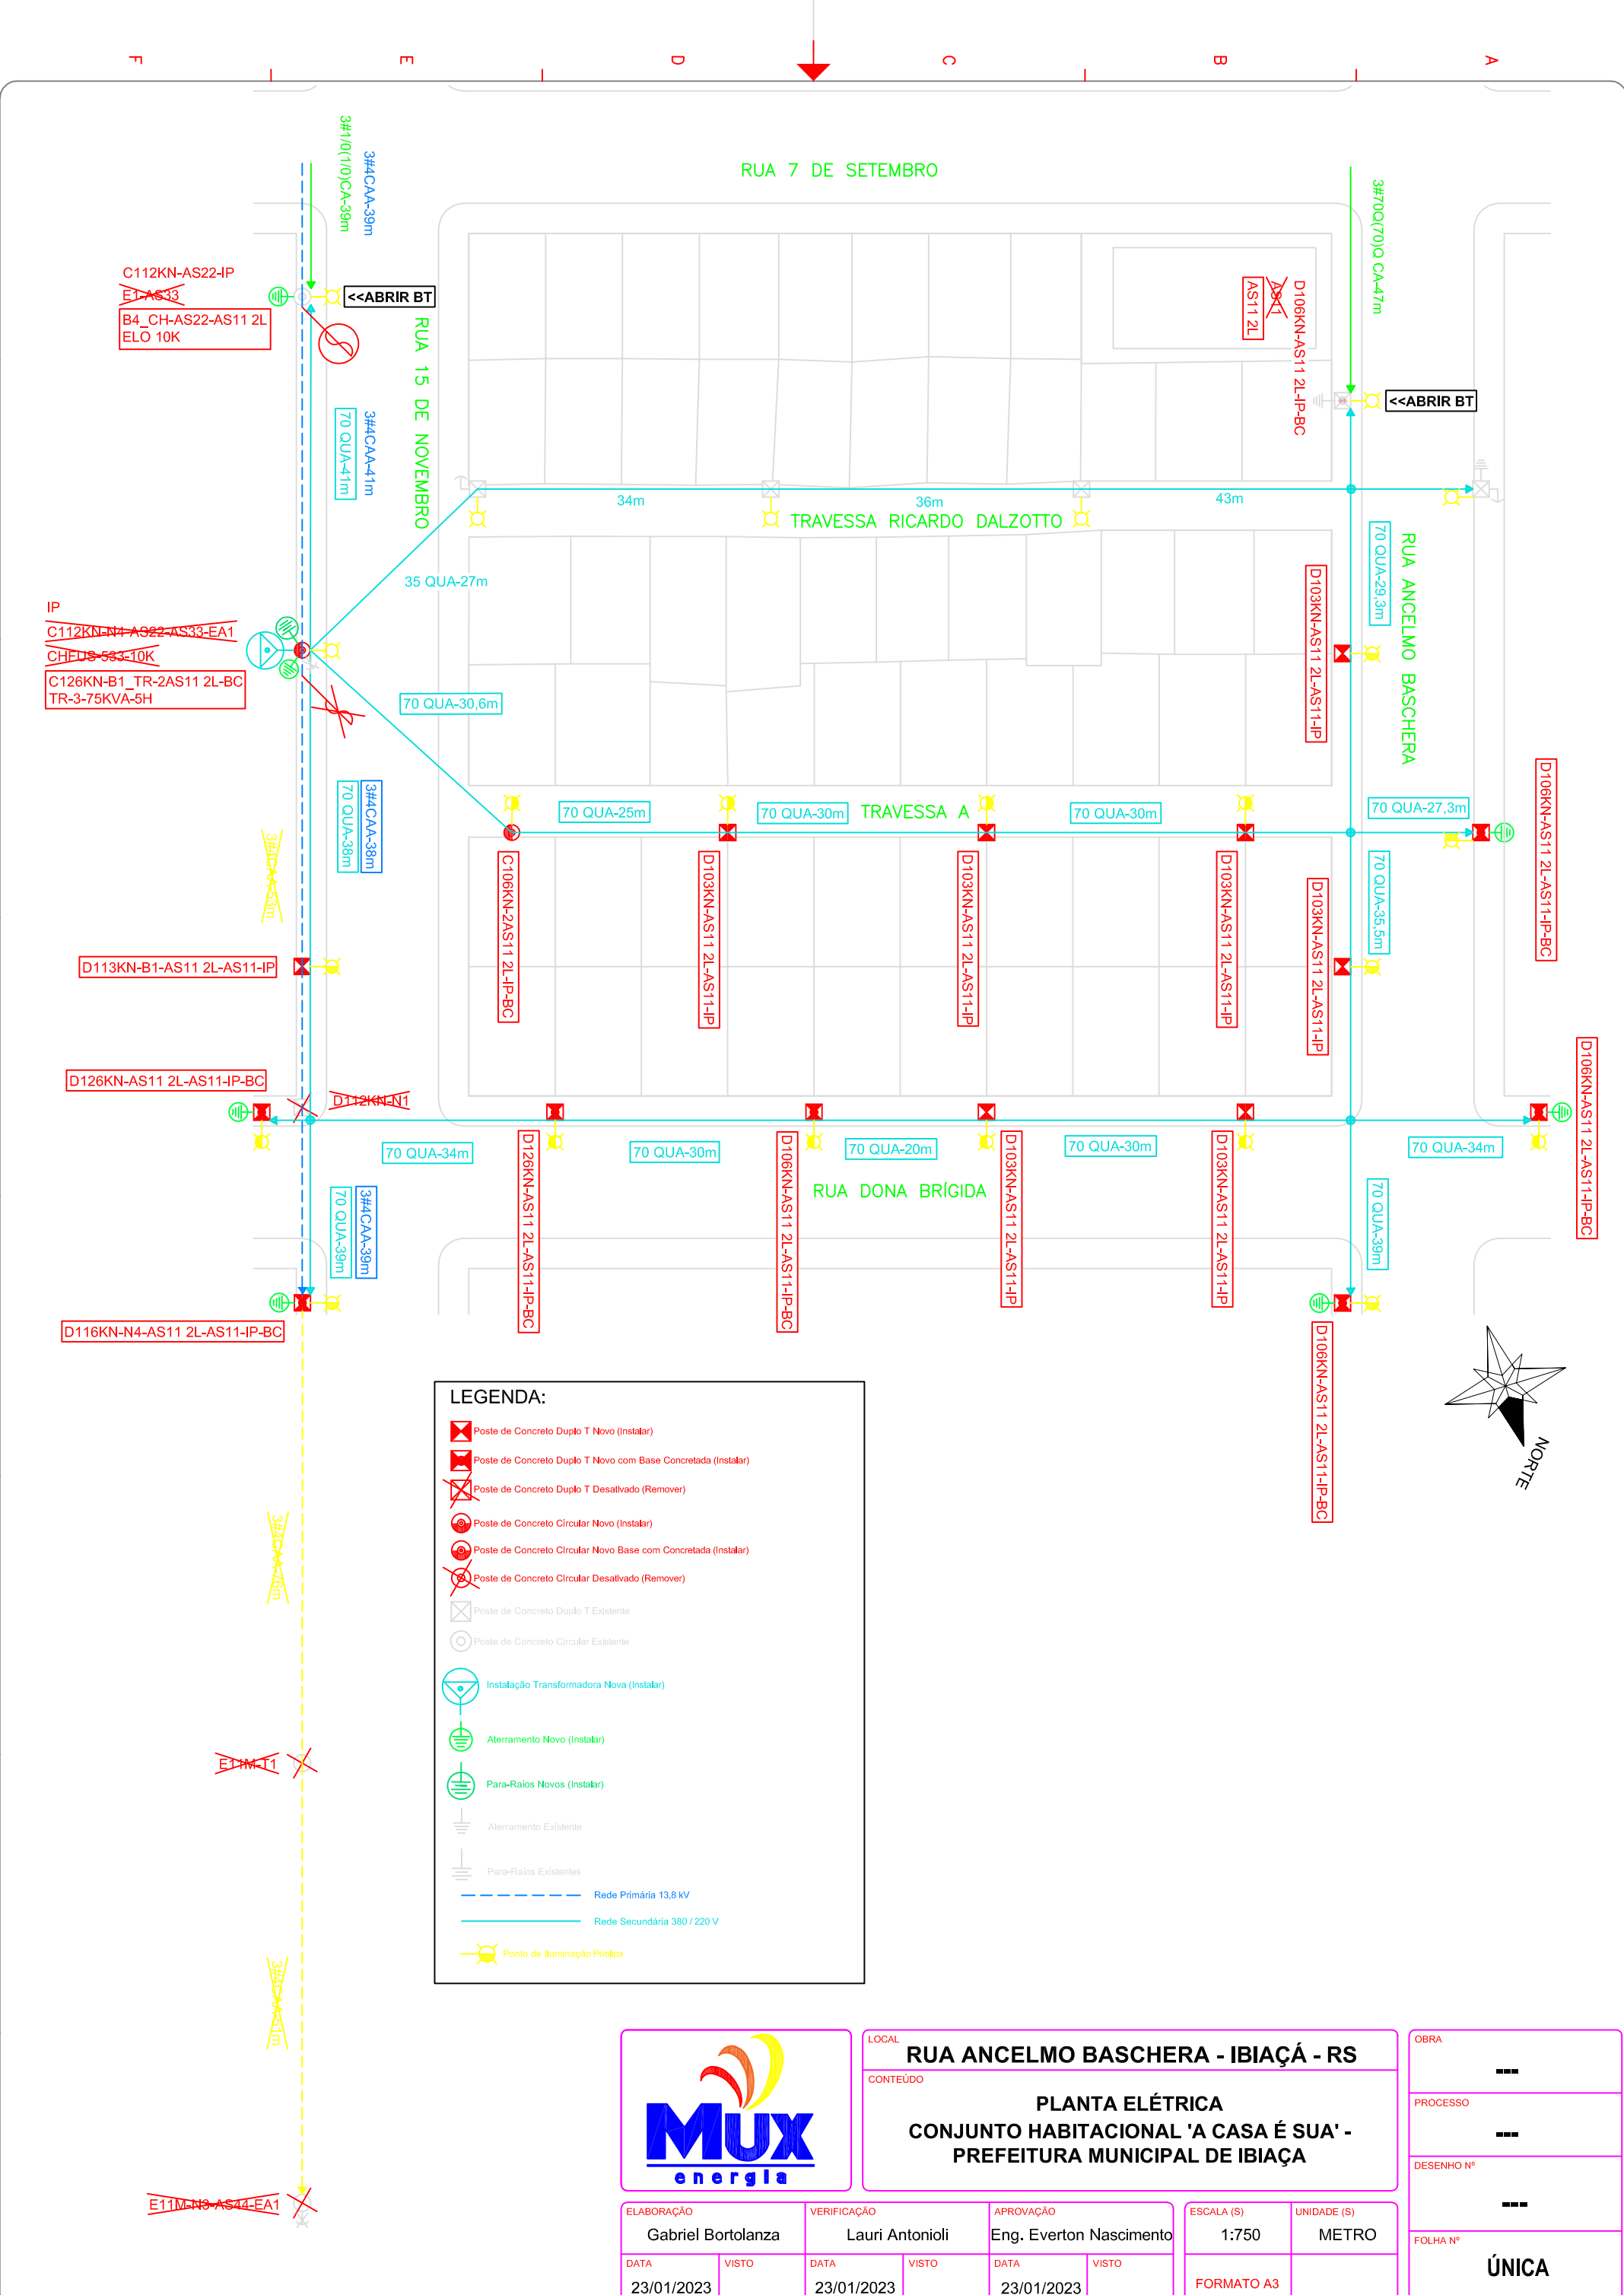 F
E
D
C
B
A
RUA 7 DE SETEMBRO
3#1/0(1/0)CA-39m
3#4CAA-39m
3#70Q(70)Q CA-47m
C112KN-AS22-IP
E1-AS33
B4_CH-AS22-AS11 2L
ELO 10K
<<ABRIR BT
RUA 15 DE NOVEMBRO
D106KN-AS11 2L-IP-BC
AS11 2L
<<ABRIR BT
70 QUA-41m
3#4CAA-41m
34m
36m
43m
TRAVESSA RICARDO DALZOTTO
70 QUA-29,3m
RUA ANCELMO BASCHERA
35 QUA-27m
D103KN-AS11 2L-AS11-IP
IP
C112KN-N4-AS22-AS33-EA1
CHFUS-533-10K
C126KN-B1_TR-2AS11 2L-BC
TR-3-75KVA-5H
70 QUA-30,6m
70 QUA-38m
3#4CAA-38m
70 QUA-25m
70 QUA-30m
TRAVESSA A
70 QUA-30m
70 QUA-27,3m
D106KN-AS11 2L-AS11-IP-BC
C106KN-2AS11 2L-IP-BC
D103KN-AS11 2L-AS11-IP
D103KN-AS11 2L-AS11-IP
D103KN-AS11 2L-AS11-IP
D103KN-AS11 2L-AS11-IP
70 QUA-35,5m
D113KN-B1-AS11 2L-AS11-IP
D126KN-AS11 2L-AS11-IP-BC
D112KN-N1
D106KN-AS11 2L-AS11-IP-BC
70 QUA-34m
70 QUA-30m
70 QUA-20m
70 QUA-30m
70 QUA-34m
RUA DONA BRÍGIDA
70 QUA-39m
3#4CAA-39m
D126KN-AS11 2L-AS11-IP-BC
D106KN-AS11 2L-AS11-IP-BC
D103KN-AS11 2L-AS11-IP
D103KN-AS11 2L-AS11-IP
70 QUA-39m
D116KN-N4-AS11 2L-AS11-IP-BC
D106KN-AS11 2L-AS11-IP-BC
NORTE
LEGENDA:
Poste de Concreto Duplo T Novo (Instalar)
Poste de Concreto Duplo T Novo com Base Concretada (Instalar)
Poste de Concreto Duplo T Desativado (Remover)
Poste de Concreto Circular Novo (Instalar)
Poste de Concreto Circular Novo Base com Concretada (Instalar)
Poste de Concreto Circular Desativado (Remover)
Poste de Concreto Duplo T Existente
Poste de Concreto Circular Existente
Instalação Transformadora Nova (Instalar)
Aterramento Novo (Instalar)
Para-Raios Novos (Instalar)
Aterramento Existente
Para-Raios Existentes
Rede Primária 13,8 kV
Rede Secundária 380 / 220 V
Ponto de Iluminação Pública
E11M-T1
E11M-N3-AS44-EA1
MUX
energia
LOCAL
RUA ANCELMO BASCHERA - IBIAÇÁ - RS
CONTEÚDO
PLANTA ELÉTRICA
CONJUNTO HABITACIONAL 'A CASA É SUA' -
PREFEITURA MUNICIPAL DE IBIAÇA
OBRA
---
PROCESSO
---
DESENHO Nº
---
FOLHA Nº
ÚNICA
ELABORAÇÃO
Gabriel Bortolanza
VERIFICAÇÃO
Lauri Antonioli
APROVAÇÃO
Eng. Everton Nascimento
ESCALA (S)
1:750
UNIDADE (S)
METRO
DATA
23/01/2023
VISTO
DATA
23/01/2023
VISTO
DATA
23/01/2023
VISTO
FORMATO A3